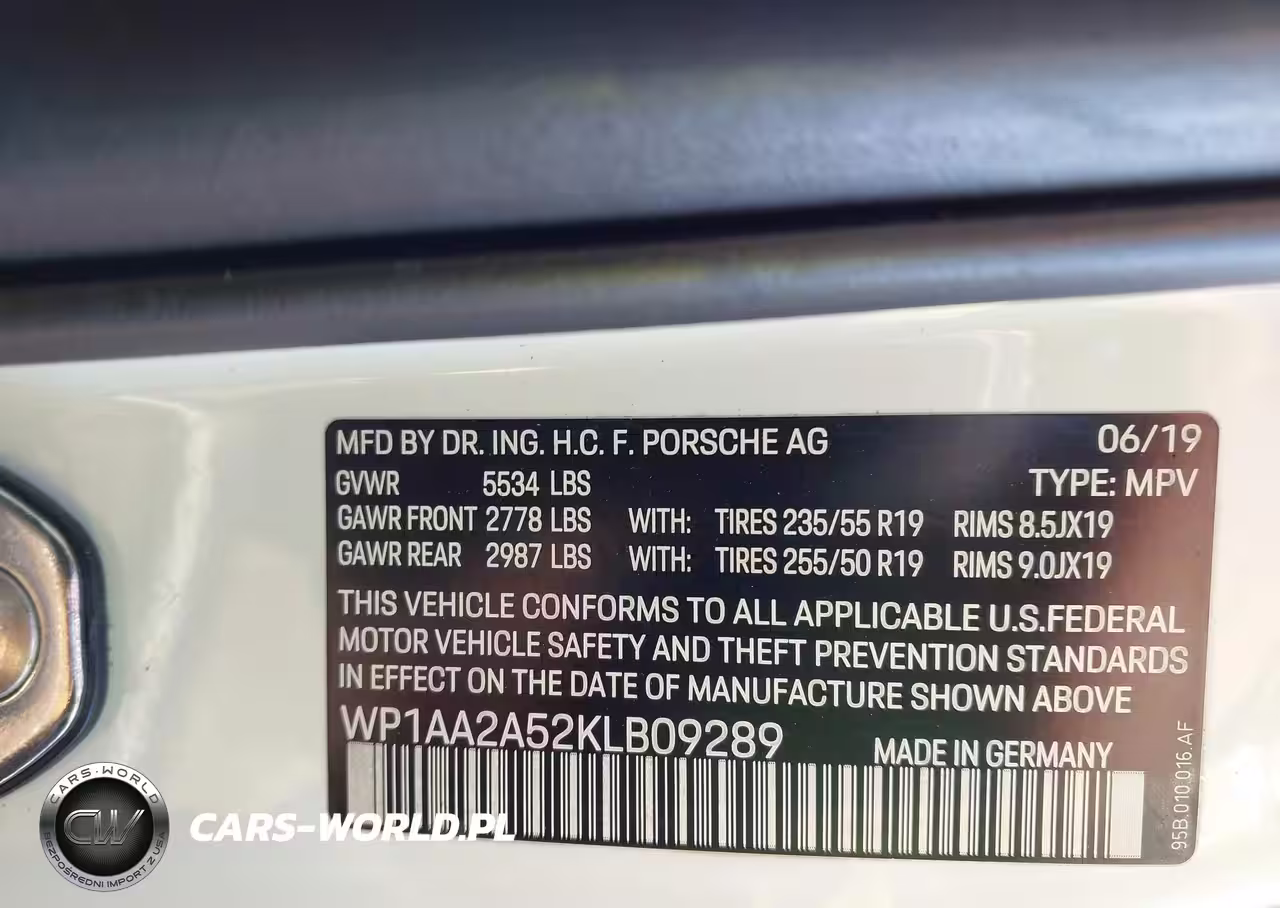 MFD BY DR. ING. H.C. F. PORSCHE AG 06/19
TYPE: MPV
GVWR 5534 LBS
GAWR FRONT 2778 LBS WITH: TIRES 235/55 R19 RIMS 8.5JX19
GAWR REAR 2987 LBS WITH: TIRES 255/50 R19 RIMS 9.0JX19
THIS VEHICLE CONFORMS TO ALL APPLICABLE U.S.FEDERAL
MOTOR VEHICLE SAFETY AND THEFT PREVENTION STANDARDS
IN EFFECT ON THE DATE OF MANUFACTURE SHOWN ABOVE
WP1AA2A52KLB09289
MADE IN GERMANY
95B.010.016.AF
CARS-WORLD
CW
BEZPOŚREDNI IMPORT Z USA
CARS-WORLD.PL